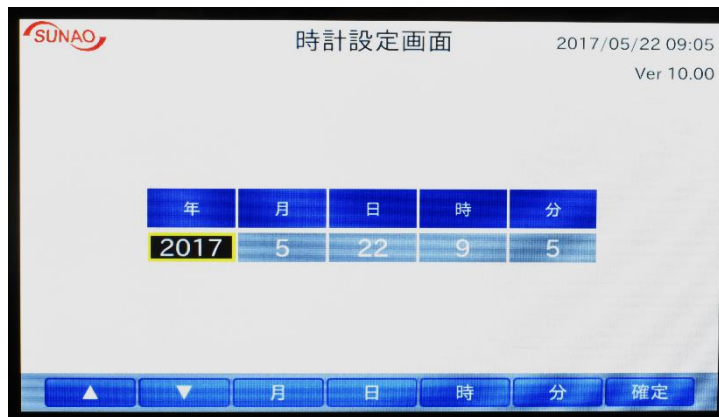 SUNAO
時計設定画面
2017/05/22 09:05
Ver 10.00
年 月 日 時 分
2017 5 22 9 5
▲ ▼ 月 日 時 分 確定